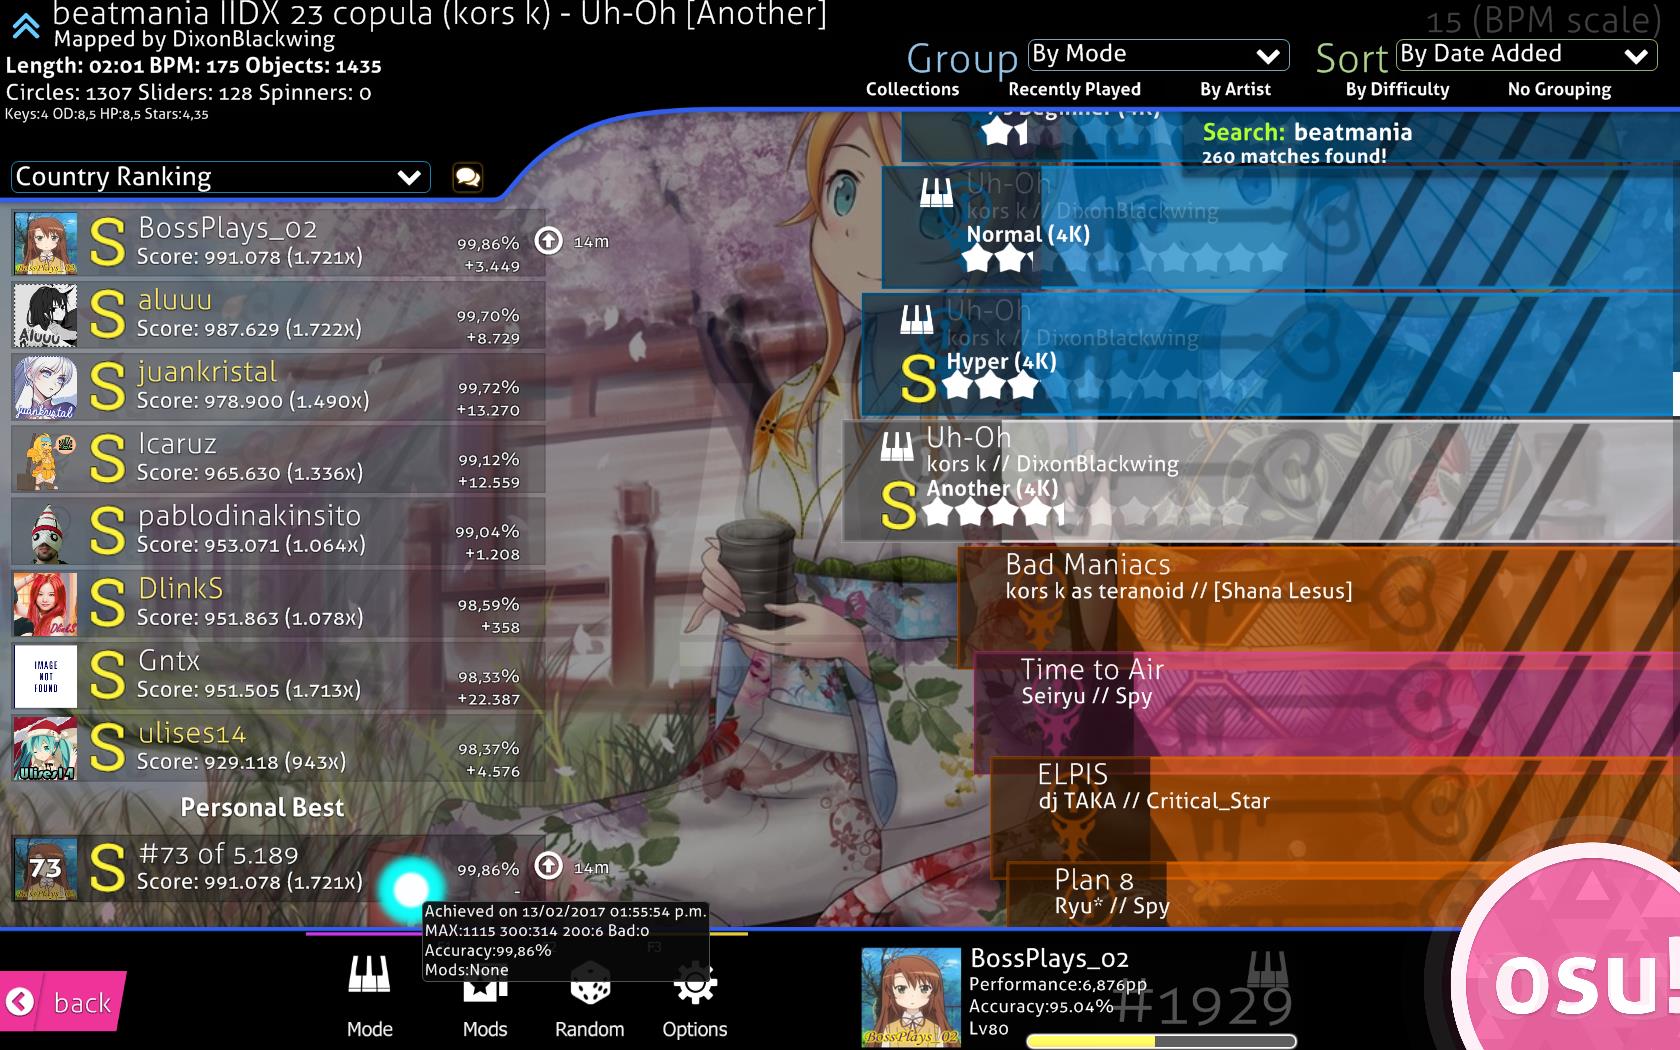 beatmania IIDX 23 copula (kors k) - Uh-Oh [Another]
Mapped by DixonBlackwing
Length: 02:01 BPM: 175 Objects: 1435
Circles: 1307 Sliders: 128 Spinners: 0
Keys:4 OD:8,5 HP:8,5 Stars:4,35
15 (BPM scale)
Group By Mode
Sort By Date Added
Collections Recently Played By Artist By Difficulty No Grouping
Country Ranking
Search: beatmania
260 matches found!
S BossPlays_02
Score: 991.078 (1.721x)
99,86%
+3.449
14m
S aluuu
Score: 987.629 (1.722x)
99,70%
+8.729
S juankristal
Score: 978.900 (1.490x)
99,72%
+13.270
S Icaruz
Score: 965.630 (1.336x)
99,12%
+12.559
S pablodinakinsito
Score: 953.071 (1.064x)
99,04%
+1.208
S DlinkS
Score: 951.863 (1.078x)
98,59%
+358
IMAGE
NOT
FOUND
S Gntx
Score: 951.505 (1.713x)
98,33%
+22.387
S ulises14
Score: 929.118 (943x)
98,37%
+4.576
Personal Best
73 S #73 of 5.189
Score: 991.078 (1.721x)
99,86%
-
14m
Achieved on 13/02/2017 01:55:54 p.m.
MAX:1115 300:314 200:6 Bad:0
Accuracy:99,86%
Mods:None
F3
Beginner (4K)
Uh-Oh
kors k // DixonBlackwing
Normal (4K)
Uh-Oh
kors k // DixonBlackwing
Hyper (4K)
S
Uh-Oh
kors k // DixonBlackwing
Another (4K)
S
Bad Maniacs
kors k as teranoid // [Shana Lesus]
Time to Air
Seiryu // Spy
ELPIS
dj TAKA // Critical_Star
Plan 8
Ryu* // Spy
back
Mode
Mods
Random
Options
BossPlays_02
BossPlays_02
Performance:6,876pp
Accuracy:95.04%
Lv80
#1929
osu!